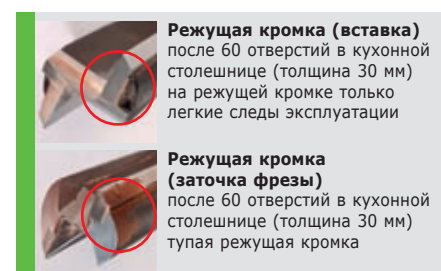 Режущая кромка (вставка)
после 60 отверстий в кухонной
столешнице (толщина 30 мм)
на режущей кромке только
легкие следы эксплуатации
Режущая кромка
(заточка фрезы)
после 60 отверстий в кухонной
столешнице (толщина 30 мм)
тупая режущая кромка